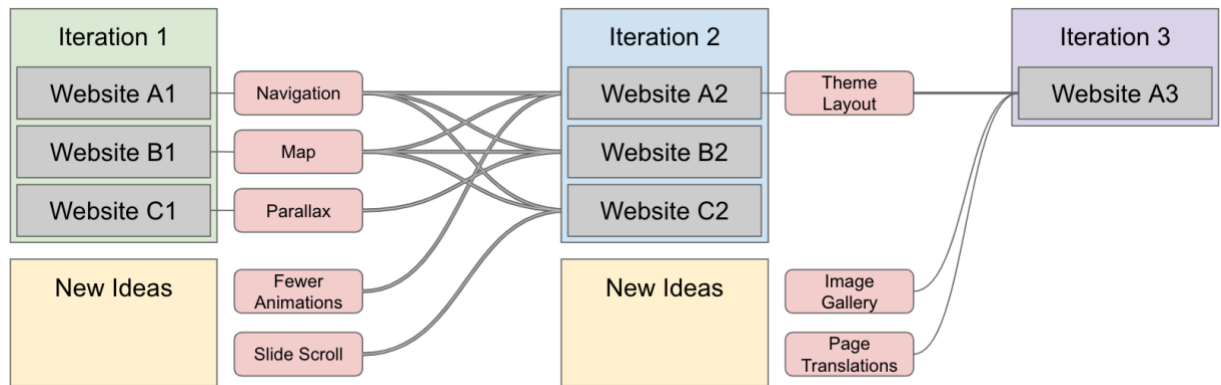 Iteration 1
Website A1
Website B1
Website C1
New Ideas
Navigation
Map
Parallax
Fewer
Animations
Slide Scroll
Iteration 2
Website A2
Website B2
Website C2
New Ideas
Theme
Layout
Image
Gallery
Page
Translations
Iteration 3
Website A3